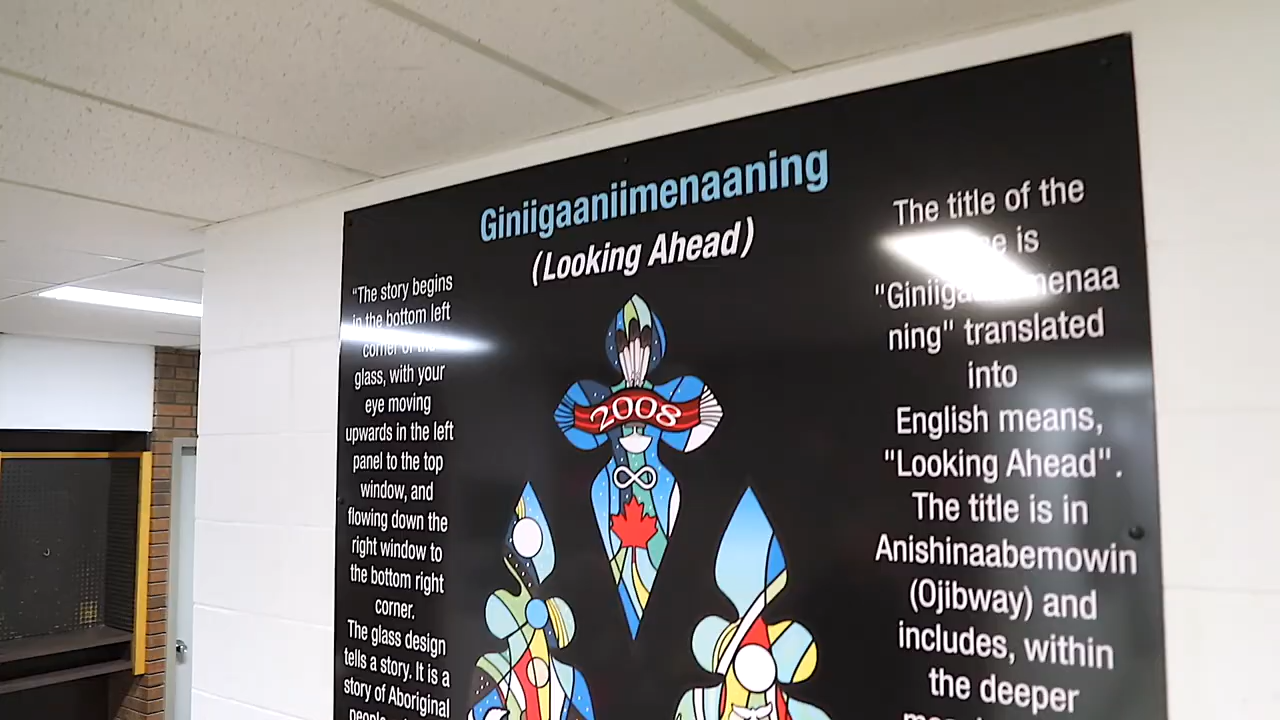 Giniigaaniimenaaning
(Looking Ahead)
"The story begins
in the bottom left
corner of the
glass, with your
eye moving
upwards in the left
panel to the top
window, and
flowing down the
right window to
the bottom right
corner.
The glass design
tells a story. It is a
story of Aboriginal
2008
The title of the
is
"Giniiga menaa
ning" translated
into
English means,
"Looking Ahead".
The title is in
Anishinaabemowin
(Ojibway) and
includes, within
the deeper